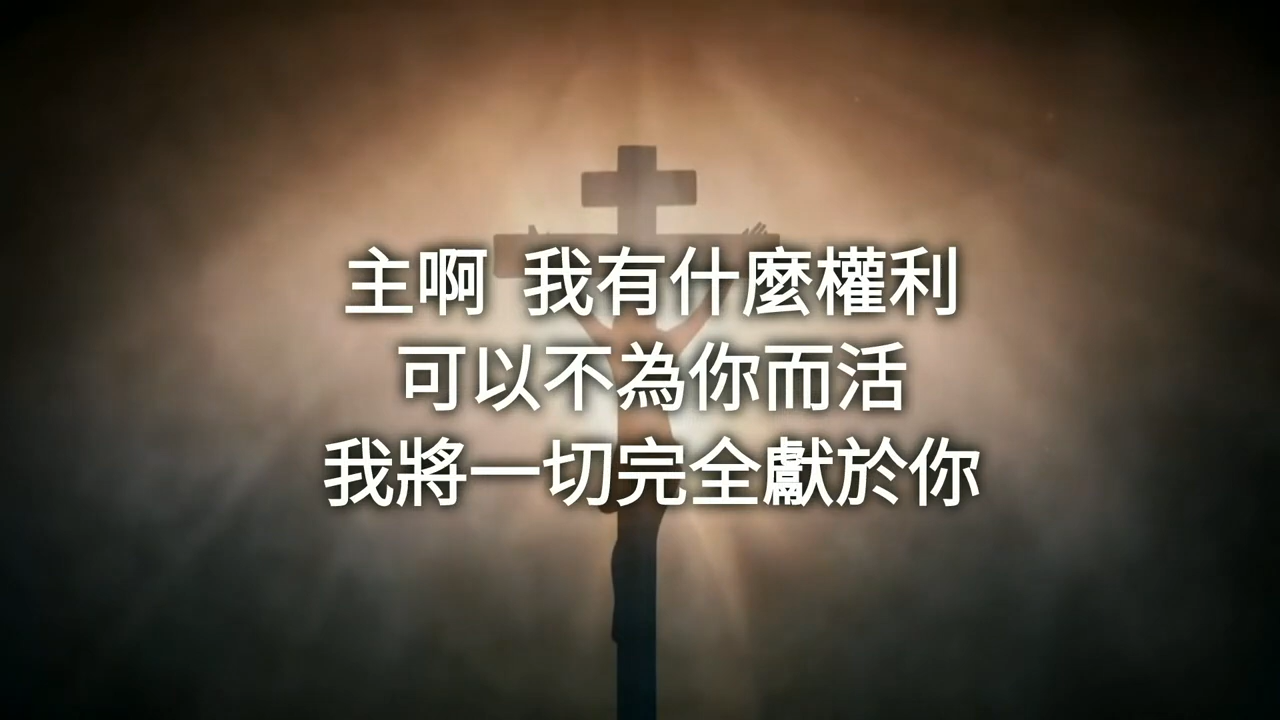 主啊 我有什麼權利
可以不為你而活
我將一切完全獻於你